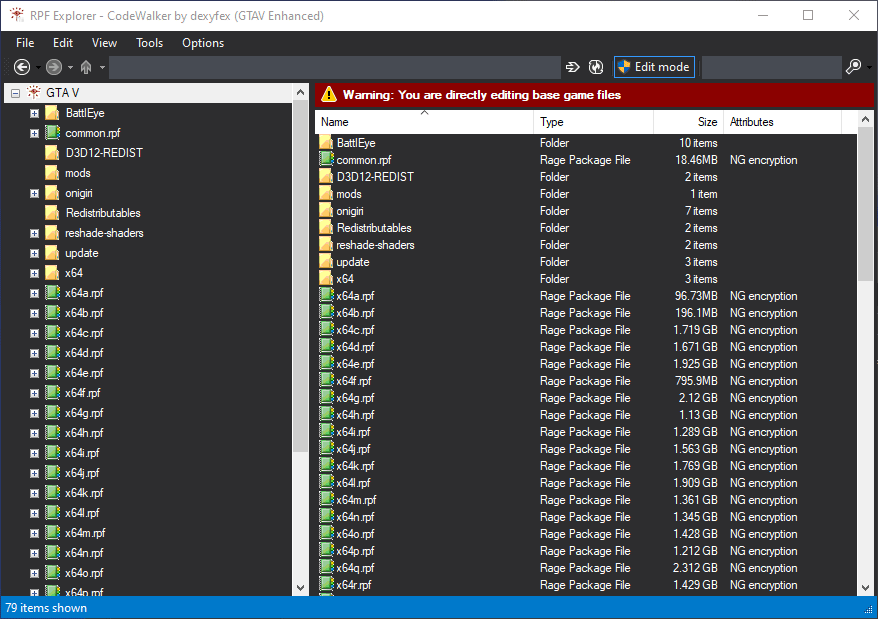 RPF Explorer - CodeWalker by dexyfex (GTAV Enhanced)
File Edit View Tools Options
Edit mode
GTA V
BattlEye
common.rpf
D3D12-REDIST
mods
onigiri
Redistributables
reshade-shaders
update
x64
x64a.rpf
x64b.rpf
x64c.rpf
x64d.rpf
x64e.rpf
x64f.rpf
x64g.rpf
x64h.rpf
x64i.rpf
x64j.rpf
x64k.rpf
x64l.rpf
x64m.rpf
x64n.rpf
x64o.rpf
x64p.rpf
Warning: You are directly editing base game files
Name Type Size Attributes
BattlEye Folder 10 items
common.rpf Rage Package File 18.46MB NG encryption
D3D12-REDIST Folder 2 items
mods Folder 1 item
onigiri Folder 7 items
Redistributables Folder 2 items
reshade-shaders Folder 2 items
update Folder 3 items
x64 Folder 3 items
x64a.rpf Rage Package File 96.73MB NG encryption
x64b.rpf Rage Package File 196.1MB NG encryption
x64c.rpf Rage Package File 1.719 GB NG encryption
x64d.rpf Rage Package File 1.671 GB NG encryption
x64e.rpf Rage Package File 1.925 GB NG encryption
x64f.rpf Rage Package File 795.9MB NG encryption
x64g.rpf Rage Package File 2.12 GB NG encryption
x64h.rpf Rage Package File 1.13 GB NG encryption
x64i.rpf Rage Package File 1.289 GB NG encryption
x64j.rpf Rage Package File 1.563 GB NG encryption
x64k.rpf Rage Package File 1.769 GB NG encryption
x64l.rpf Rage Package File 1.909 GB NG encryption
x64m.rpf Rage Package File 1.361 GB NG encryption
x64n.rpf Rage Package File 1.345 GB NG encryption
x64o.rpf Rage Package File 1.428 GB NG encryption
x64p.rpf Rage Package File 1.212 GB NG encryption
x64q.rpf Rage Package File 2.312 GB NG encryption
x64r.rpf Rage Package File 1.429 GB NG encryption
79 items shown